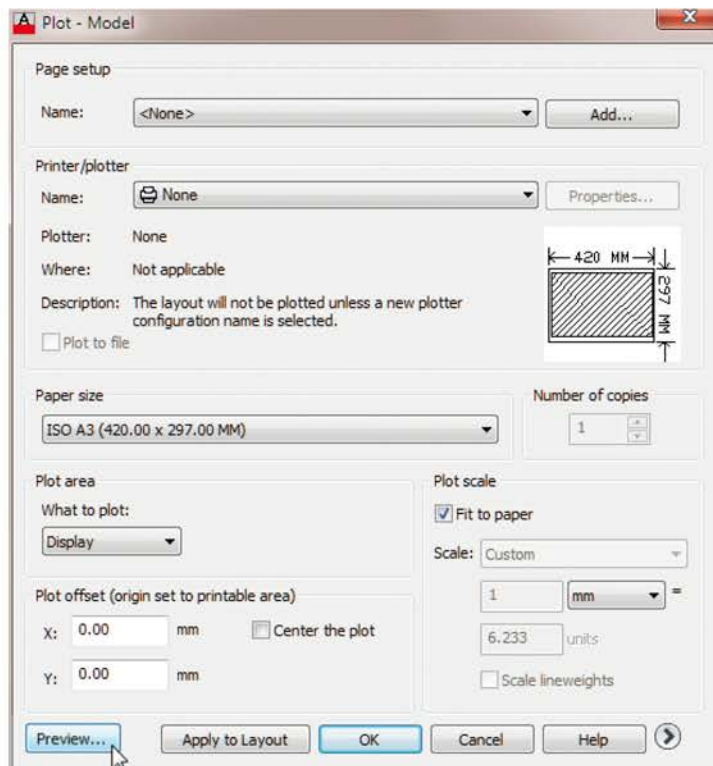 Plot - Model
Page setup
Name: <None> Add...
Printer/plotter
Name: None Properties...
Plotter: None
Where: Not applicable
Description: The layout will not be plotted unless a new plotter
configuration name is selected.
Plot to file
420 MM
297 MM
Paper size
ISO A3 (420.00 x 297.00 MM)
Number of copies
1
Plot area
What to plot:
Display
Plot scale
Fit to paper
Scale: Custom
1 mm =
6.233 units
Scale lineweights
Plot offset (origin set to printable area)
X: 0.00 mm Center the plot
Y: 0.00 mm
Preview... Apply to Layout OK Cancel Help